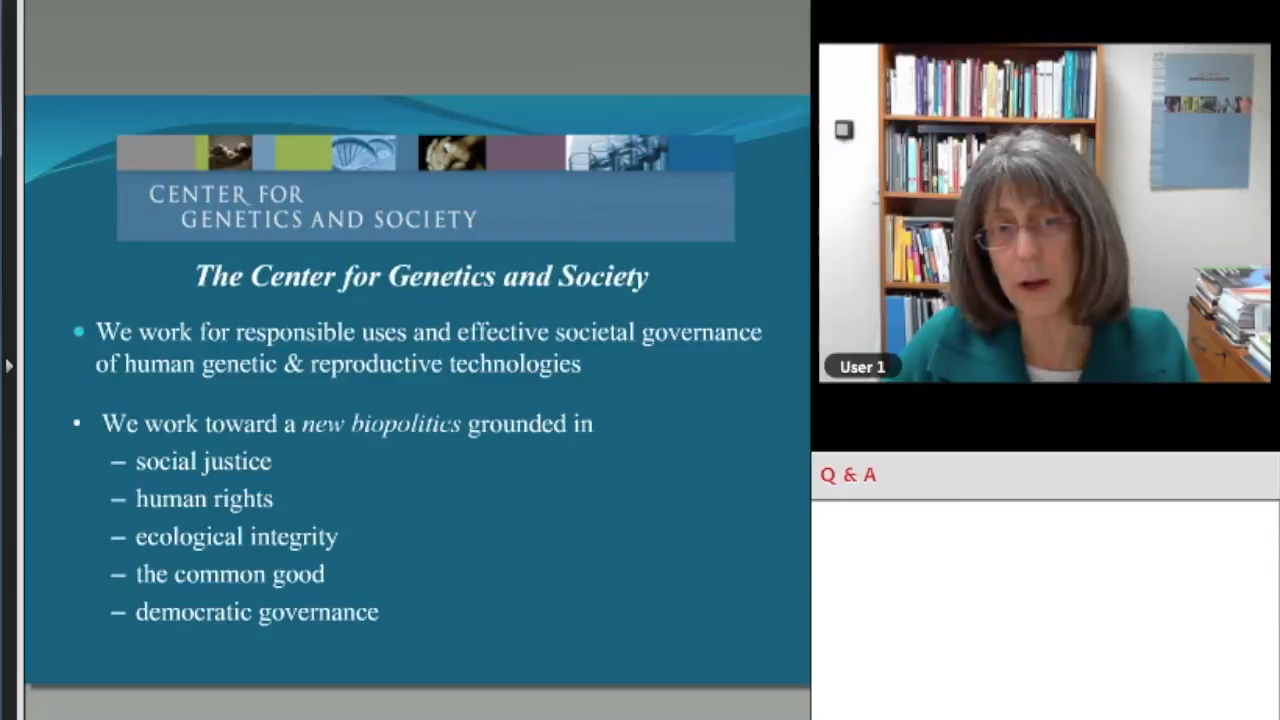 CENTER FOR
GENETICS AND SOCIETY
The Center for Genetics and Society
• We work for responsible uses and effective societal governance
of human genetic & reproductive technologies
• We work toward a new biopolitics grounded in
– social justice
– human rights
– ecological integrity
– the common good
– democratic governance
User 1
Q & A